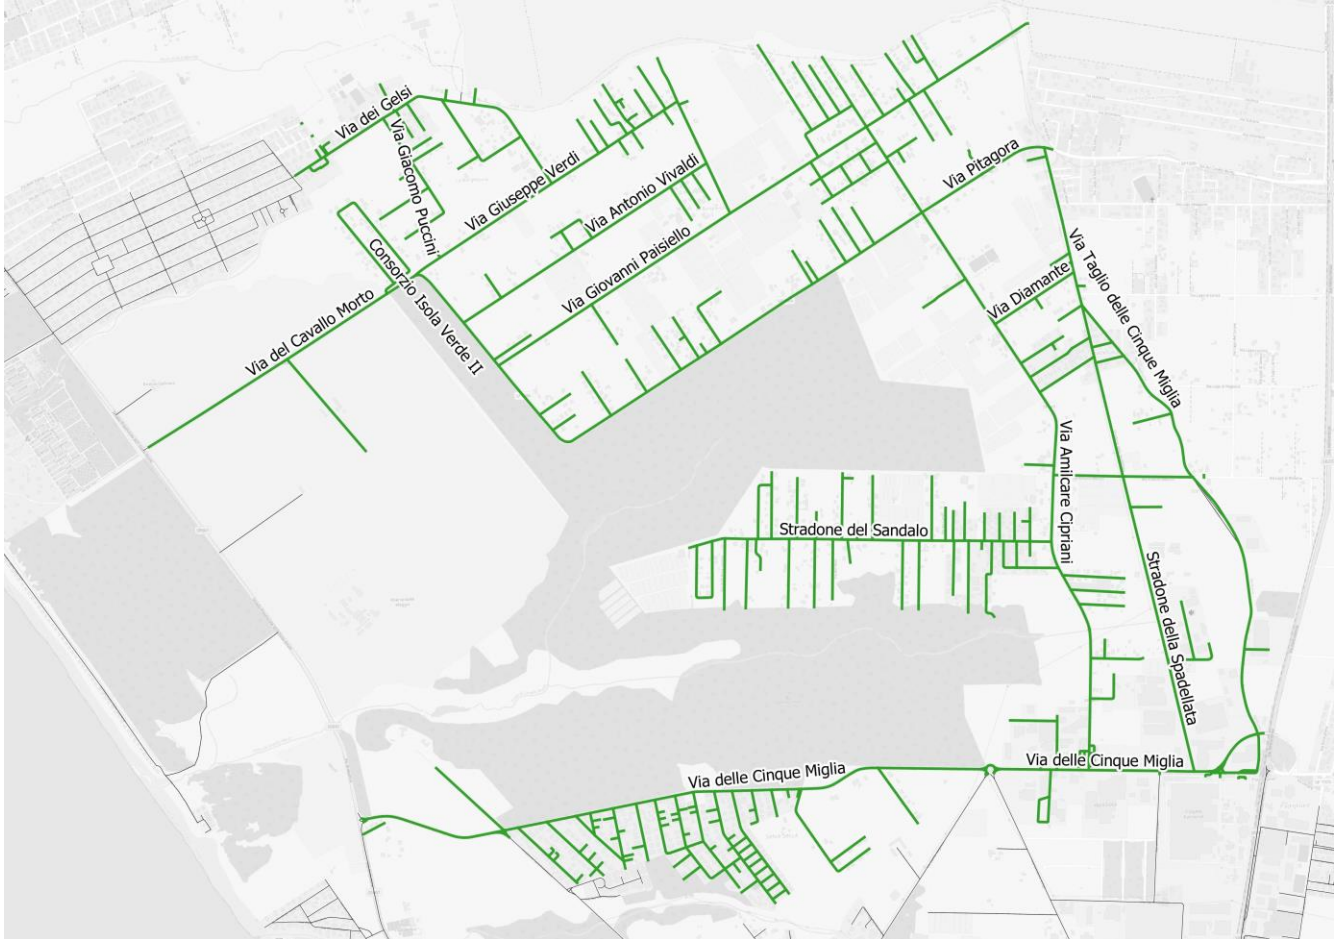 Via dei Gelsi
Via Giacomo Puccini
Via Giuseppe Verdi
Via Antonio Vivaldi
Via Pitagora
Via Giovanni Paisiello
Consorzio Isola Verde II
Via del Cavallo Morto
Via Taglio delle Cinque Miglia
Via Diamante
Via Amilcare Cipriani
Stradone del Sandalo
Stradone della Spadellata
Via delle Cinque Miglia
Via delle Cinque Miglia